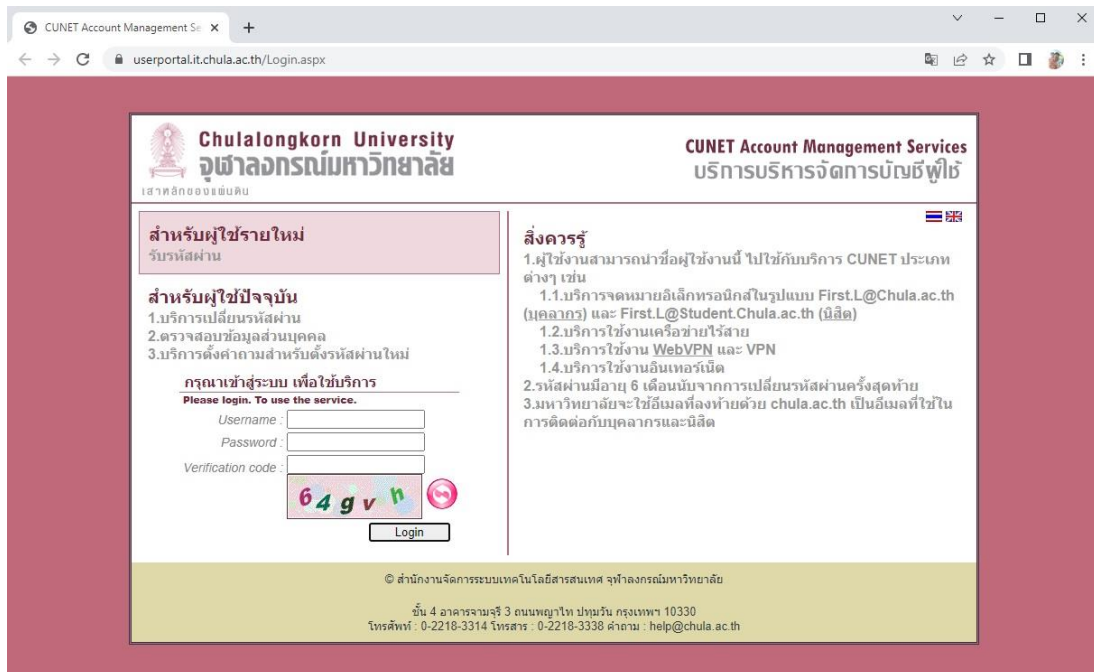 CUNET Account Management Se
userportal.it.chula.ac.th/Login.aspx
Chulalongkorn University
จุฬาลงกรณ์มหาวิทยาลัย
เสาหลักของแผ่นดิน
CUNET Account Management Services
บริการบริหารจัดการบัญชีผู้ใช้
สำหรับผู้ใช้รายใหม่
รับรหัสผ่าน
สำหรับผู้ใช้ปัจจุบัน
1.บริการเปลี่ยนรหัสผ่าน
2.ตรวจสอบข้อมูลส่วนบุคคล
3.บริการตั้งคำถามสำหรับตั้งรหัสผ่านใหม่
กรุณาเข้าสู่ระบบ เพื่อใช้บริการ
Please login. To use the service.
Username :
Password :
Verification code :
64gvh
Login
สิ่งควรรู้
1.ผู้ใช้งานสามารถนำชื่อผู้ใช้งานนี้ ไปใช้กับบริการ CUNET ประเภท
ต่างๆ เช่น
1.1.บริการจดหมายอิเล็กทรอนิกส์ในรูปแบบ First.L@Chula.ac.th
(บุคลากร) และ First.L@Student.Chula.ac.th (นิสิต)
1.2.บริการใช้งานเครือข่ายไร้สาย
1.3.บริการใช้งาน WebVPN และ VPN
1.4.บริการใช้งานอินเทอร์เน็ต
2.รหัสผ่านมีอายุ 6 เดือนนับจากการเปลี่ยนรหัสผ่านครั้งสุดท้าย
3.มหาวิทยาลัยจะใช้อีเมลที่ลงท้ายด้วย chula.ac.th เป็นอีเมลที่ใช้ใน
การติดต่อกับบุคลากรและนิสิต
© สำนักงานจัดการระบบเทคโนโลยีสารสนเทศ จุฬาลงกรณ์มหาวิทยาลัย
ชั้น 4 อาคารจามจุรี 3 ถนนพญาไท ปทุมวัน กรุงเทพฯ 10330
โทรศัพท์ : 0-2218-3314 โทรสาร : 0-2218-3338 คำถาม : help@chula.ac.th